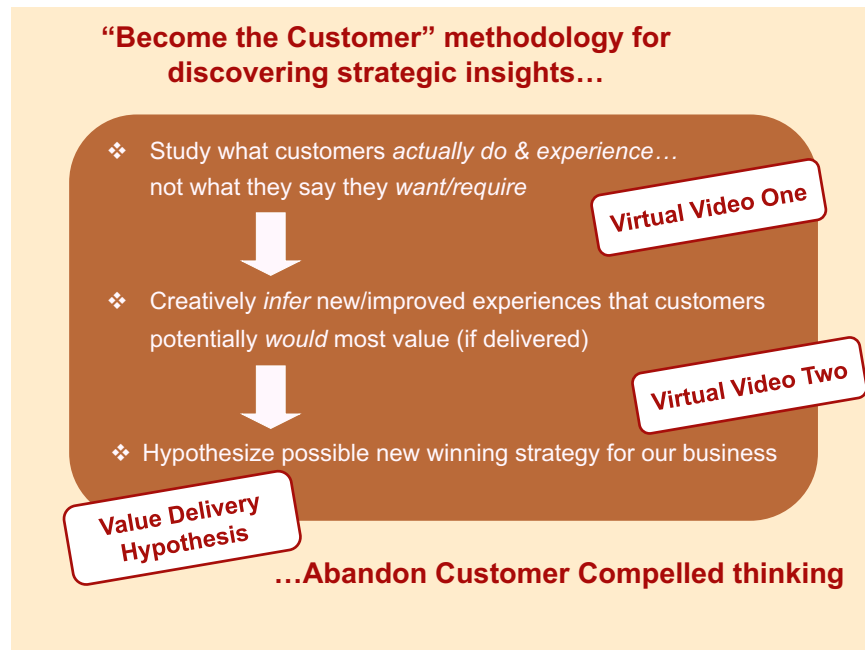 “Become the Customer” methodology for
discovering strategic insights…
❖ Study what customers actually do & experience…
not what they say they want/require
Virtual Video One
❖ Creatively infer new/improved experiences that customers
potentially would most value (if delivered)
Virtual Video Two
❖ Hypothesize possible new winning strategy for our business
Value Delivery
Hypothesis
…Abandon Customer Compelled thinking